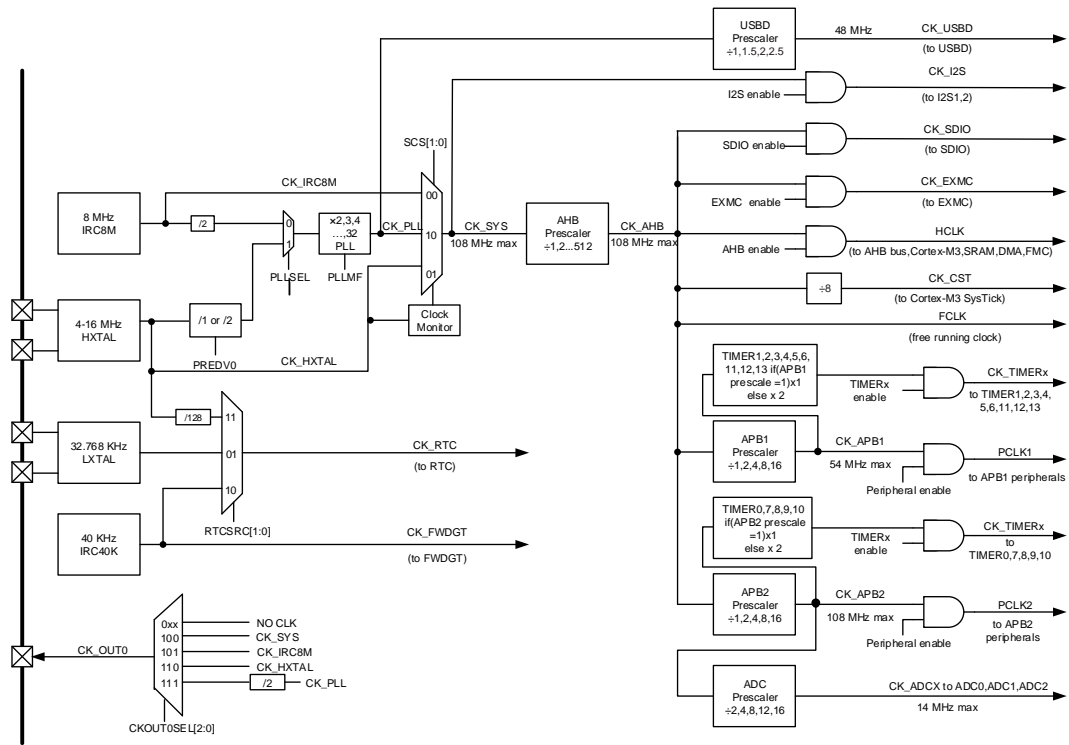 USBD
Prescaler
÷1,1.5,2,2.5
48 MHz
CK_USBD
(to USBD)
CK_I2S
I2S enable
(to I2S1,2)
SCS[1:0]
CK_SDIO
SDIO enable
(to SDIO)
CK_IRC8M
00
CK_EXMC
EXMC enable
(to EXMC)
8 MHz
IRC8M
/2
0
1
×2,3,4
...,32
PLL
CK_PLL
10
CK_SYS
108 MHz max
AHB
Prescaler
÷1,2...512
CK_AHB
108 MHz max
HCLK
AHB enable
(to AHB bus,Cortex-M3,SRAM,DMA,FMC)
PLLSEL
PLLMF
01
÷8
CK_CST
(to Cortex-M3 SysTick)
4-16 MHz
HXTAL
/1 or /2
Clock
Monitor
FCLK
(free running clock)
PREDV0
CK_HXTAL
TIMER1,2,3,4,5,6,
11,12,13 if(APB1
prescale =1)x1
else x 2
TIMERx
enable
CK_TIMERx
to TIMER1,2,3,4,
5,6,11,12,13
/128
11
32.768 KHz
LXTAL
01
CK_RTC
(to RTC)
APB1
Prescaler
÷1,2,4,8,16
CK_APB1
54 MHz max
PCLK1
to APB1 peripherals
Peripheral enable
10
RTCSRC[1:0]
40 KHz
IRC40K
CK_FWDGT
(to FWDGT)
TIMER0,7,8,9,10
if(APB2 prescale
=1)x1
else x 2
TIMERx
enable
CK_TIMERx
to
TIMER0,7,8,9,10
APB2
Prescaler
÷1,2,4,8,16
CK_APB2
108 MHz max
PCLK2
to APB2
peripherals
Peripheral enable
CK_OUT0
0xx
NO CLK
100
CK_SYS
101
CK_IRC8M
110
CK_HXTAL
111
/2
CK_PLL
CKOUT0SEL[2:0]
ADC
Prescaler
÷2,4,8,12,16
CK_ADCX to ADC0,ADC1,ADC2
14 MHz max